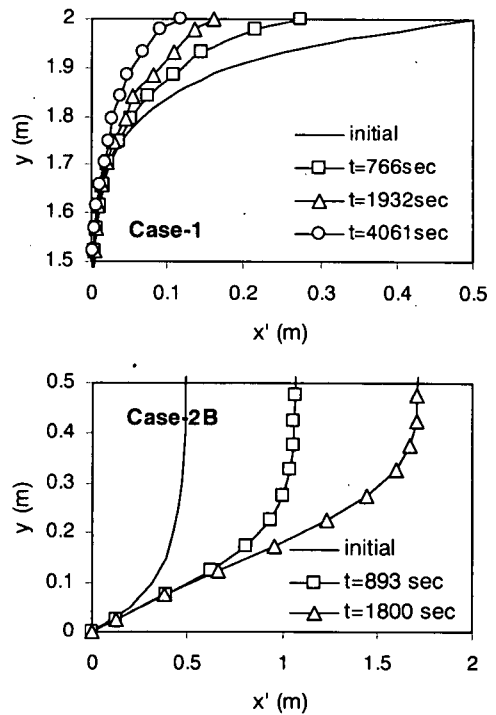 2
1.9
1.8
1.7
1.6
1.5
y (m)
initial
t=766sec
t=1932sec
t=4061sec
Case-1
0 0.1 0.2 0.3 0.4 0.5
x' (m)
0.5
0.4
0.3
0.2
0.1
0
y (m)
Case-2B
initial
t=893 sec
t=1800 sec
0 0.5 1 1.5 2
x' (m)